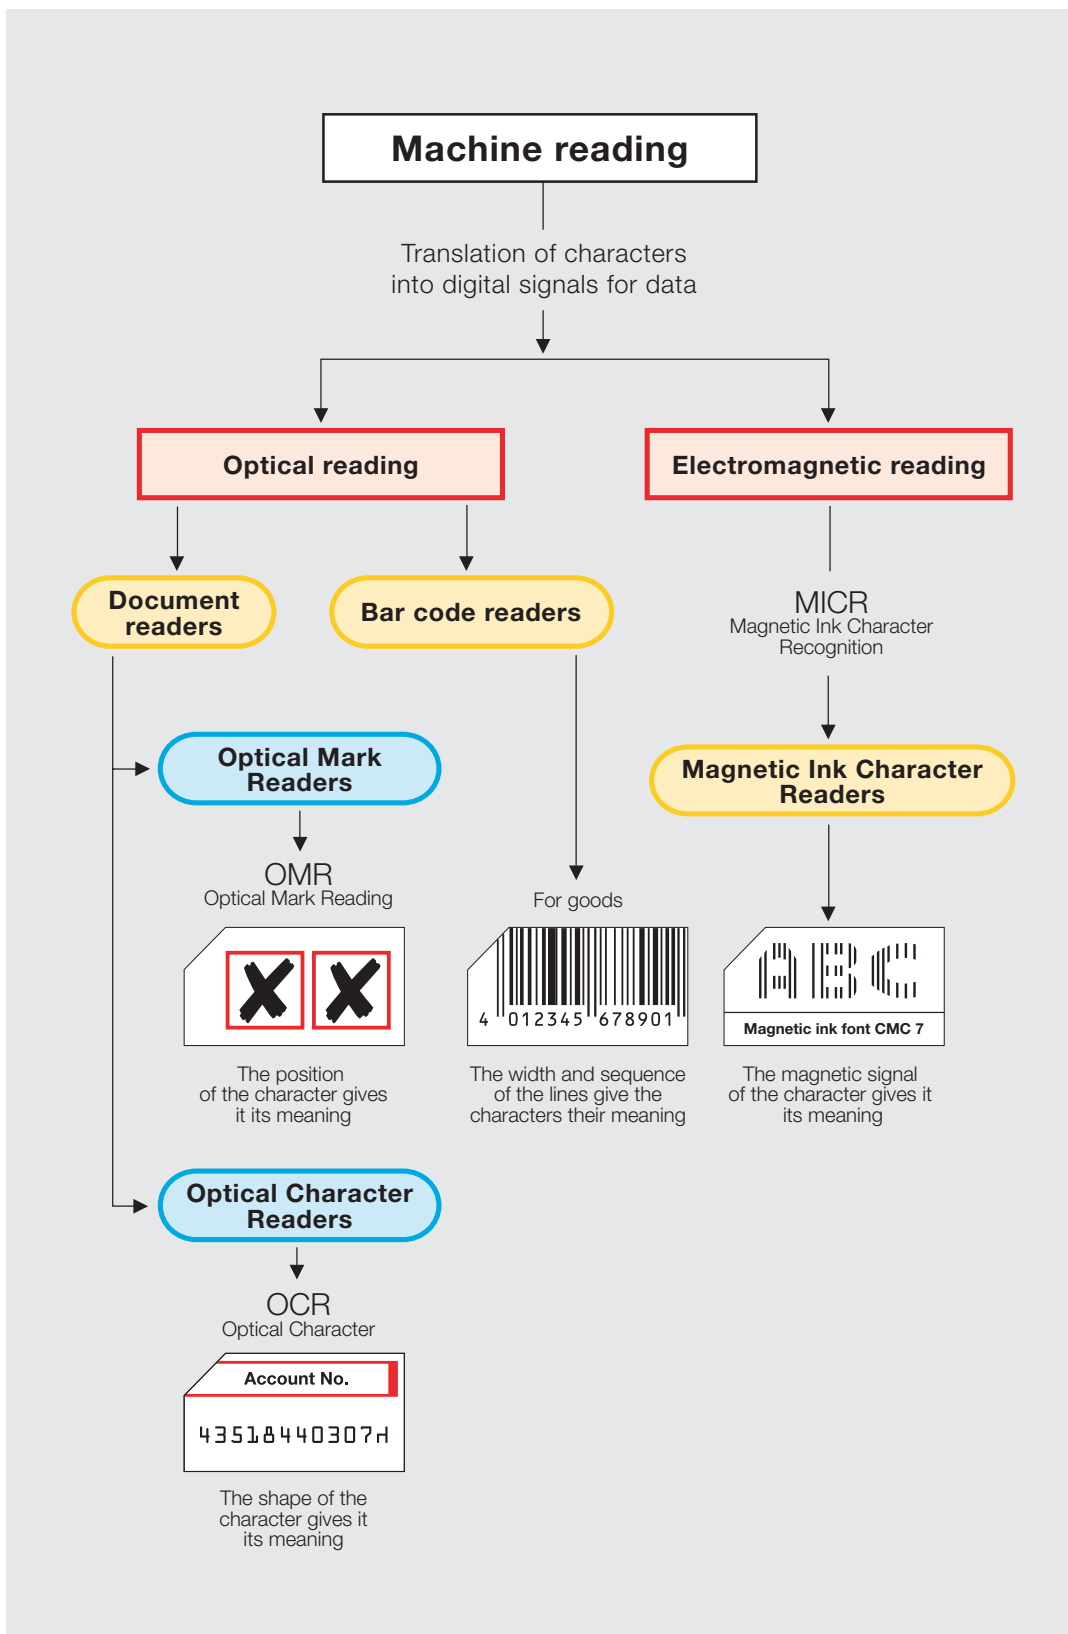 Machine reading
Translation of characters
into digital signals for data
Optical reading
Electromagnetic reading
Document
readers
Bar code readers
MICR
Magnetic Ink Character
Recognition
Optical Mark
Readers
Magnetic Ink Character
Readers
OMR
Optical Mark Reading
For goods
4 012345 678901
ABC
Magnetic ink font CMC 7
The position
of the character gives
it its meaning
The width and sequence
of the lines give the
characters their meaning
The magnetic signal
of the character gives it
its meaning
Optical Character
Readers
OCR
Optical Character
Account No.
43518440307⑁
The shape of the
character gives it
its meaning